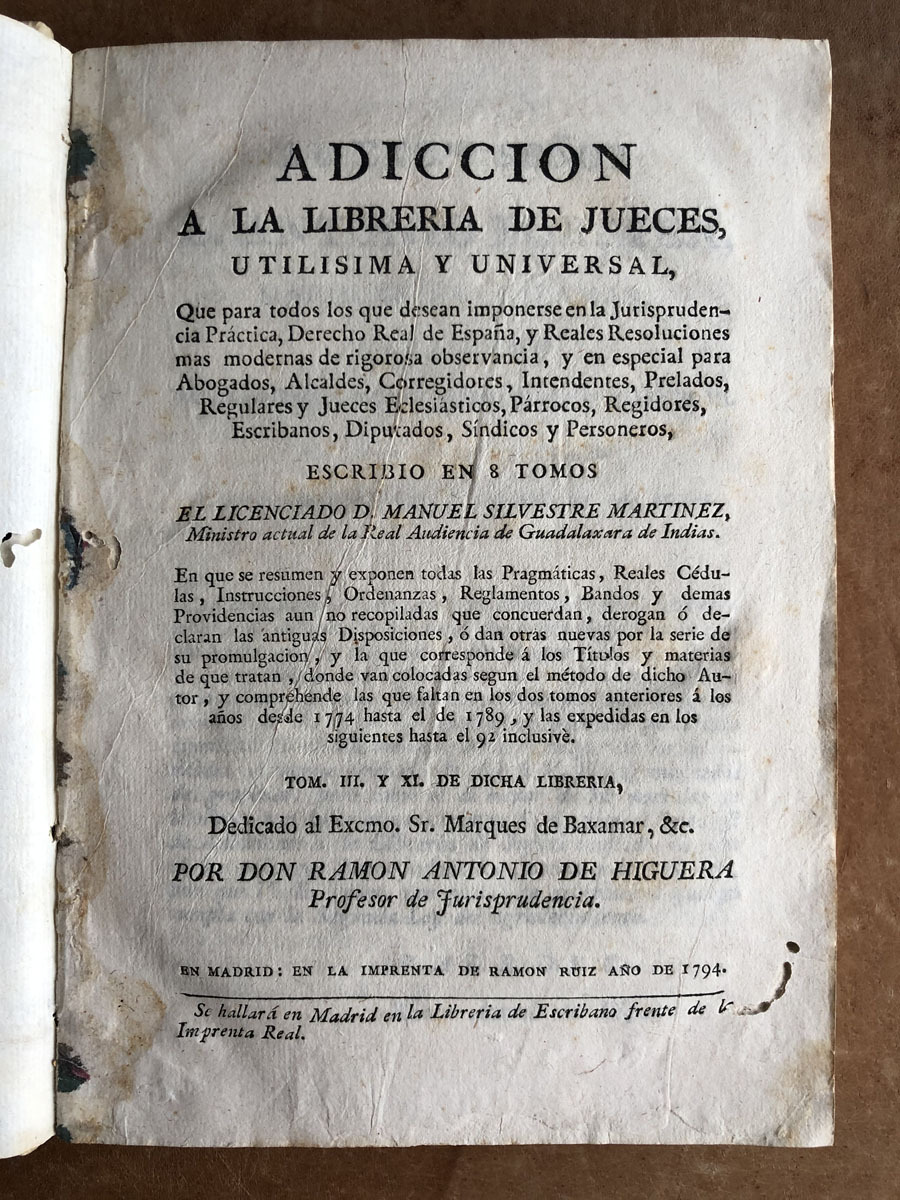 ADICCION
A LA LIBRERIA DE JUECES,
UTILISIMA Y UNIVERSAL,
Que para todos los que desean imponerse en la Jurispruden-
cia Práctica, Derecho Real de España, y Reales Resoluciones
mas modernas de rigorosa observancia, y en especial para
Abogados, Alcaldes, Corregidores, Intendentes, Prelados,
Regulares y Jueces Eclesiásticos, Párrocos, Regidores,
Escribanos, Diputados, Síndicos y Personeros,
ESCRIBIO EN 8 TOMOS
EL LICENCIADO D. MANUEL SILVESTRE MARTINEZ,
Ministro actual de la Real Audiencia de Guadalaxara de Indias.
En que se resumen y exponen todas las Pragmáticas, Reales Cédu-
las, Instrucciones, Ordenanzas, Reglamentos, Bandos y demas
Providencias aun no recopiladas que concuerdan, derogan ó de-
claran las antiguas Disposiciones, ó dan otras nuevas por la serie de
su promulgacion, y la que corresponde á los Títulos y materias
de que tratan, donde van colocadas segun el método de dicho Au-
tor, y comprehende las que faltan en los dos tomos anteriores á los
años desde 1774 hasta el de 1789, y las expedidas en los
siguientes hasta el 92 inclusivè.
TOM. III. Y XI. DE DICHA LIBRERIA,
Dedicado al Excmo. Sr. Marques de Baxamar, &c.
POR DON RAMON ANTONIO DE HIGUERA
Profesor de Jurisprudencia.
EN MADRID: EN LA IMPRENTA DE RAMON RUIZ AÑO DE 1794.
Se hallará en Madrid en la Libreria de Escribano frente de
Imprenta Real.